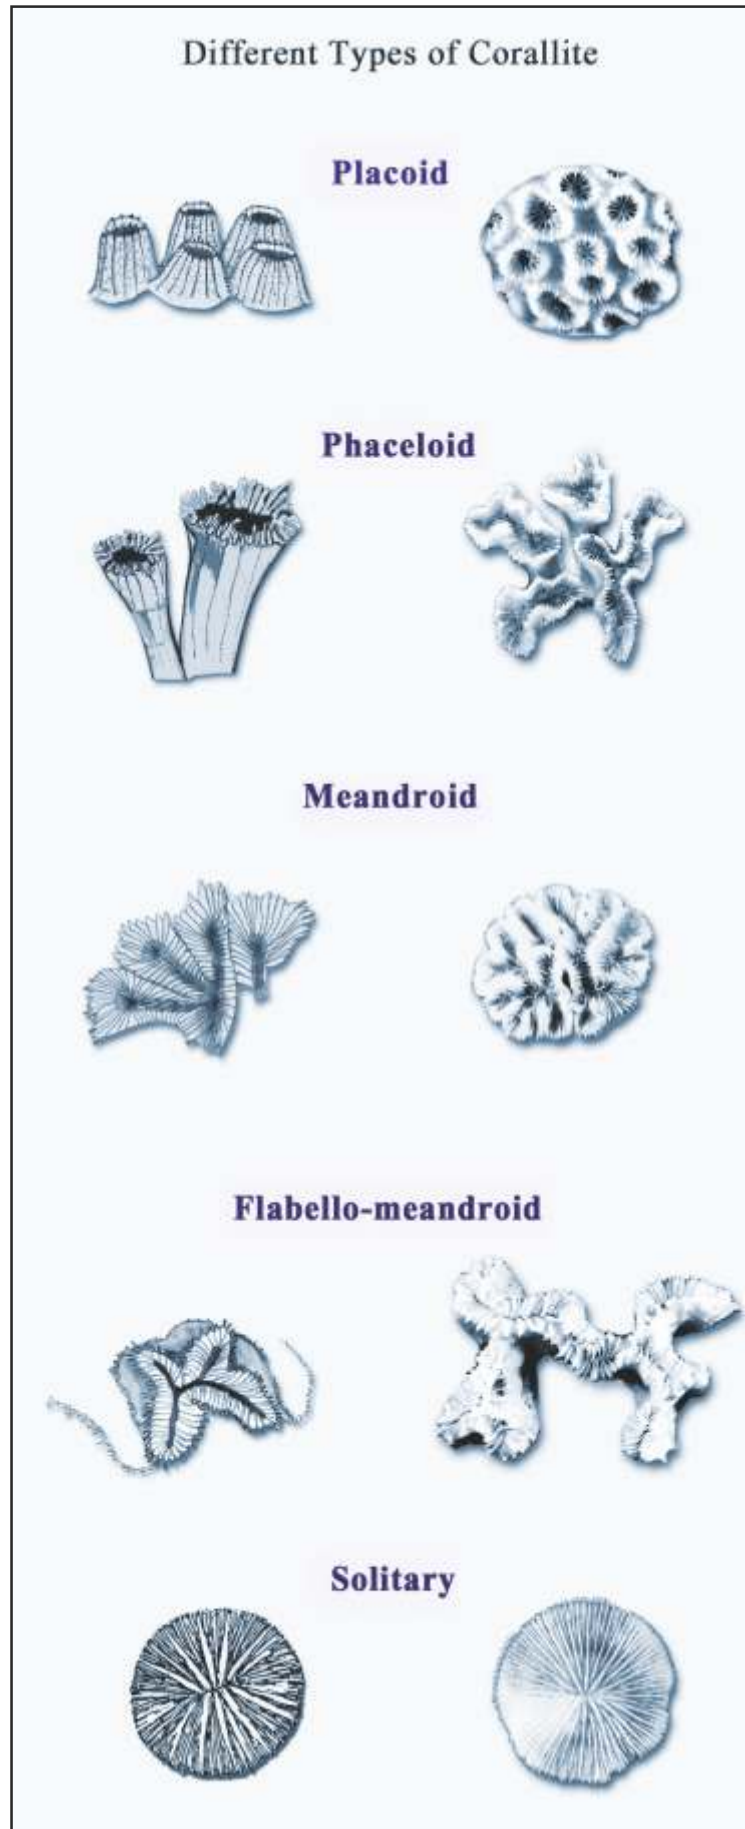 Different Types of Corallite
Placoid
Phaceloid
Meandroid
Flabello-meandroid
Solitary